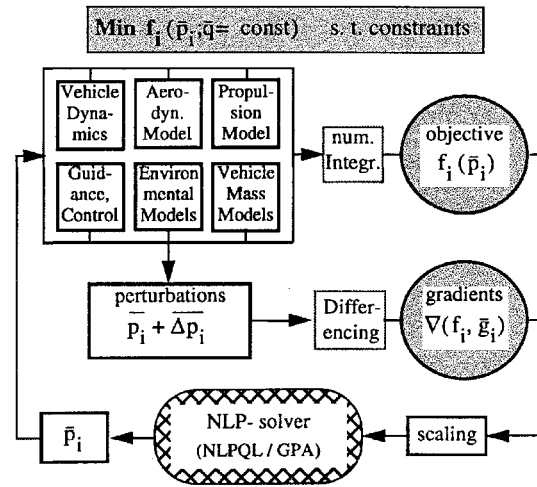 Min f_i(p̄_i; q̄= const) s. t. constraints
Vehicle
Dyna-
mics
Aero-
dyn.
Model
Propul-
sion
Model
Guid-
ance,
Control
Environ
mental
Models
Vehicle
Mass
Models
num.
Integr.
objective
f_i (p̄_i)
perturbations
p̄_i + Δp̄_i
Differ-
encing
gradients
∇(f_i, ḡ_i)
p̄_i
NLP- solver
(NLPQL / GPA)
scaling